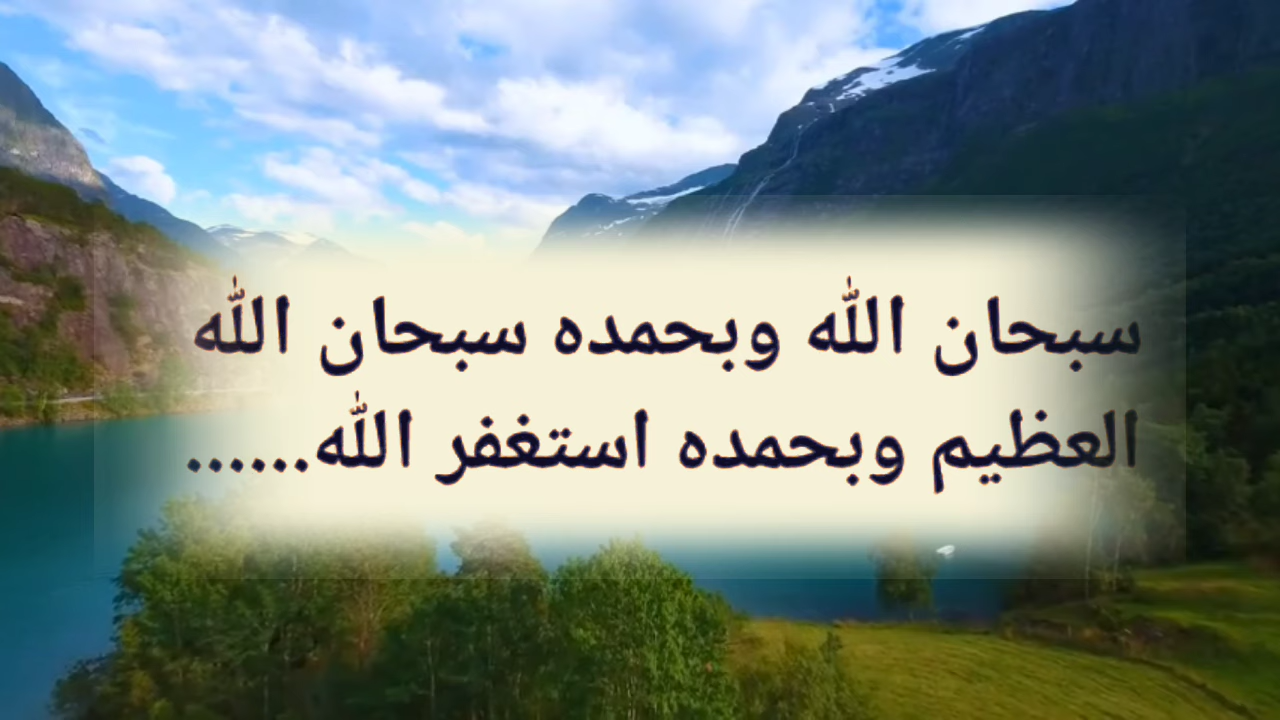 سبحان الله وبحمده سبحان الله
العظيم وبحمده استغفر الله......